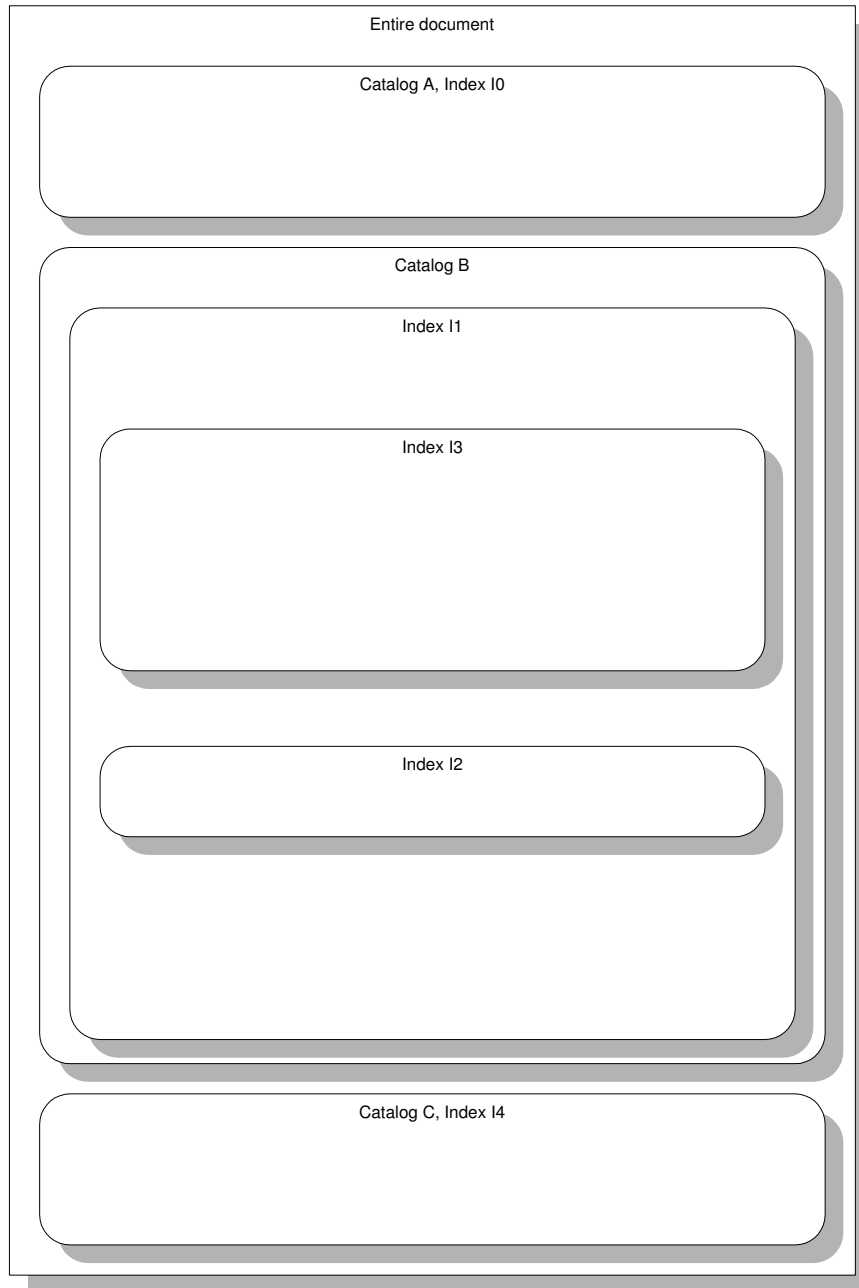 Entire document
Catalog A, Index I0
Catalog B
Index I1
Index I3
Index I2
Catalog C, Index I4